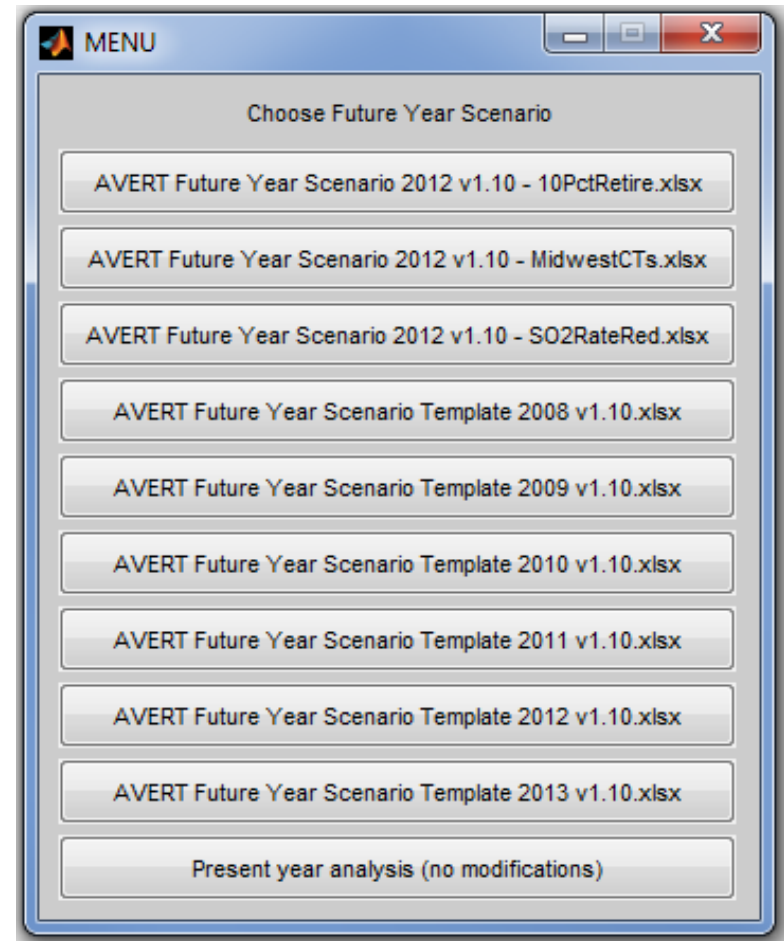 MENU
Choose Future Year Scenario
AVERT Future Year Scenario 2012 v1.10 - 10PctRetire.xlsx
AVERT Future Year Scenario 2012 v1.10 - MidwestCTs.xlsx
AVERT Future Year Scenario 2012 v1.10 - SO2RateRed.xlsx
AVERT Future Year Scenario Template 2008 v1.10.xlsx
AVERT Future Year Scenario Template 2009 v1.10.xlsx
AVERT Future Year Scenario Template 2010 v1.10.xlsx
AVERT Future Year Scenario Template 2011 v1.10.xlsx
AVERT Future Year Scenario Template 2012 v1.10.xlsx
AVERT Future Year Scenario Template 2013 v1.10.xlsx
Present year analysis (no modifications)